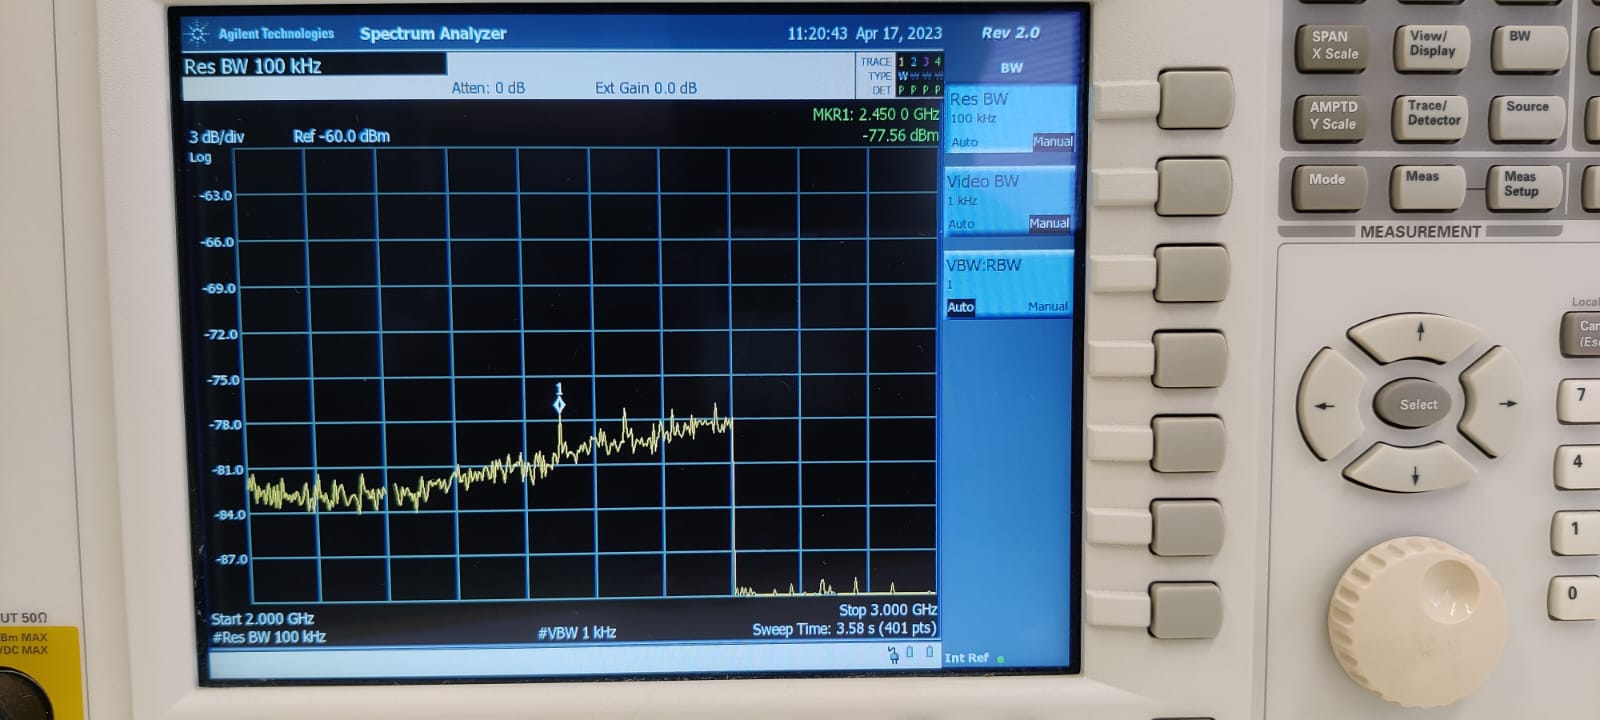 Agilent Technologies Spectrum Analyzer 11:20:43 Apr 17, 2023 Rev 2.0
Res BW 100 kHz
Atten: 0 dB Ext Gain 0.0 dB
TRACE 1 2 3 4
TYPE W W W W
DET P P P P
BW
MKR1: 2.450 0 GHz
-77.56 dBm
3 dB/div Ref -60.0 dBm
Log
-63.0
-66.0
-69.0
-72.0
-75.0
-78.0
-81.0
-84.0
-87.0
1
Start 2.000 GHz Stop 3.000 GHz
#Res BW 100 kHz #VBW 1 kHz Sweep Time: 3.58 s (401 pts)
Res BW
100 kHz
Auto Manual
Video BW
1 kHz
Auto Manual
VBW:RBW
1
Auto Manual
Int Ref
SPAN
X Scale
View/
Display
BW
AMPTD
Y Scale
Trace/
Detector
Source
Mode
Meas
Meas
Setup
MEASUREMENT
Local
(Es
Select
7
4
1
0
UT 50Ω
Bm MAX
VDC MAX